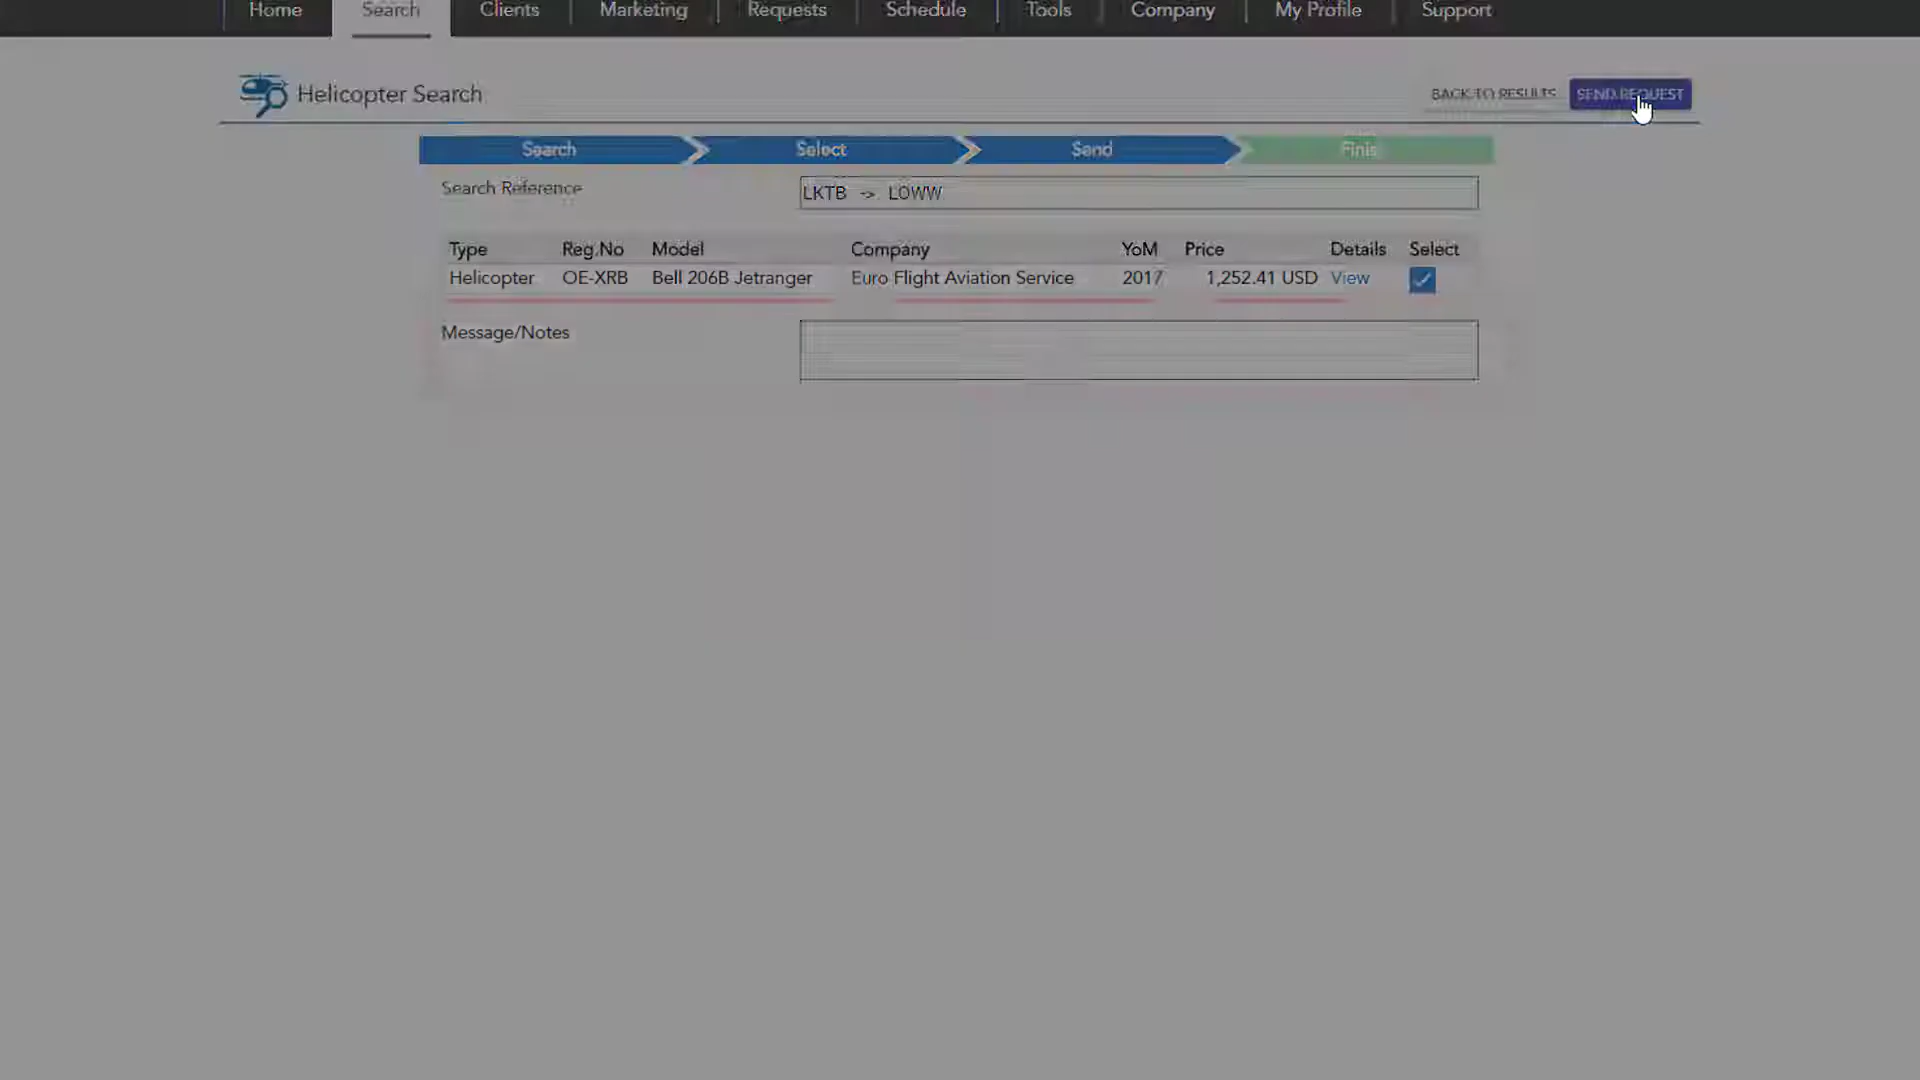 Home Search Clients Marketing Requests Schedule Tools Company My Profile Support
Helicopter Search
BACK TO RESULTS SEND REQUEST
Search Select Send Finis
Search Reference LKTB -> LOWW
Type Reg.No Model Company YoM Price Details Select
Helicopter OE-XRB Bell 206B Jetranger Euro Flight Aviation Service 2017 1,252.41 USD View
Message/Notes